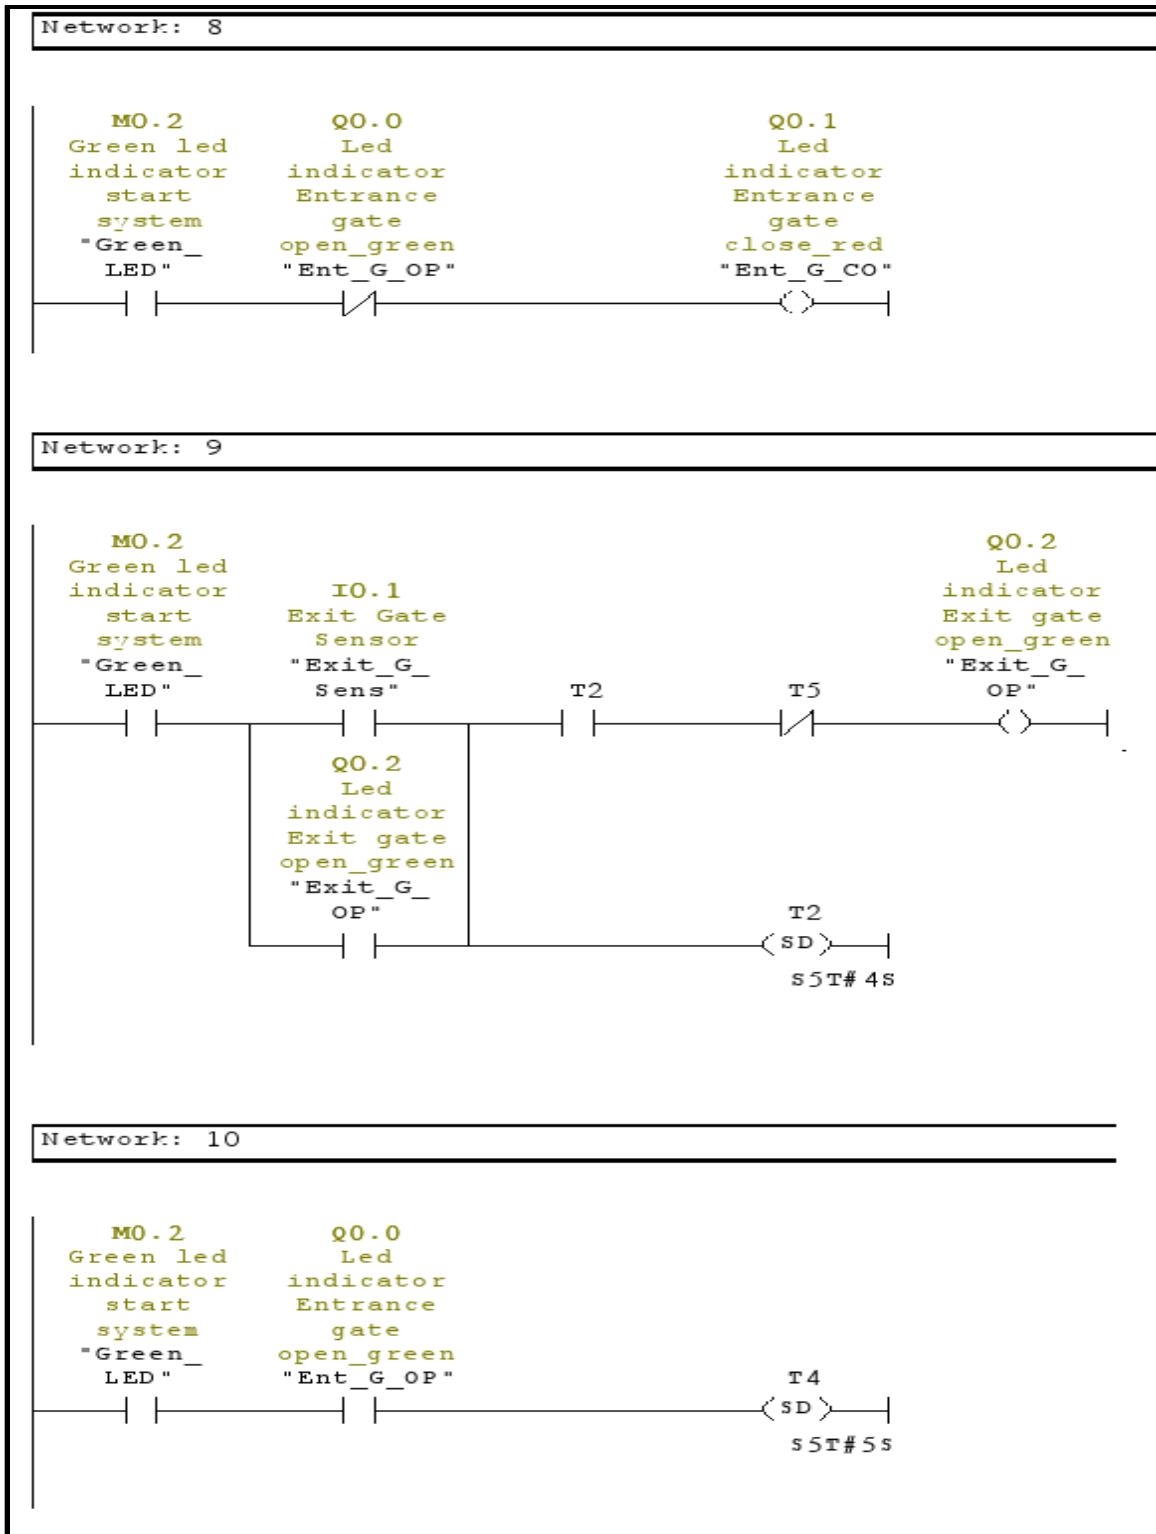 Network: 8
M0.2
Green led
indicator
start
system
"Green_
LED"
Q0.0
Led
indicator
Entrance
gate
open_green
"Ent_G_OP"
Q0.1
Led
indicator
Entrance
gate
close_red
"Ent_G_CO"
Network: 9
M0.2
Green led
indicator
start
system
"Green_
LED"
I0.1
Exit Gate
Sensor
"Exit_G_
Sens"
T2
T5
Q0.2
Led
indicator
Exit gate
open_green
"Exit_G_
OP"
Q0.2
Led
indicator
Exit gate
open_green
"Exit_G_
OP"
T2
SD
S5T#4S
Network: 10
M0.2
Green led
indicator
start
system
"Green_
LED"
Q0.0
Led
indicator
Entrance
gate
open_green
"Ent_G_OP"
T4
SD
S5T#5S